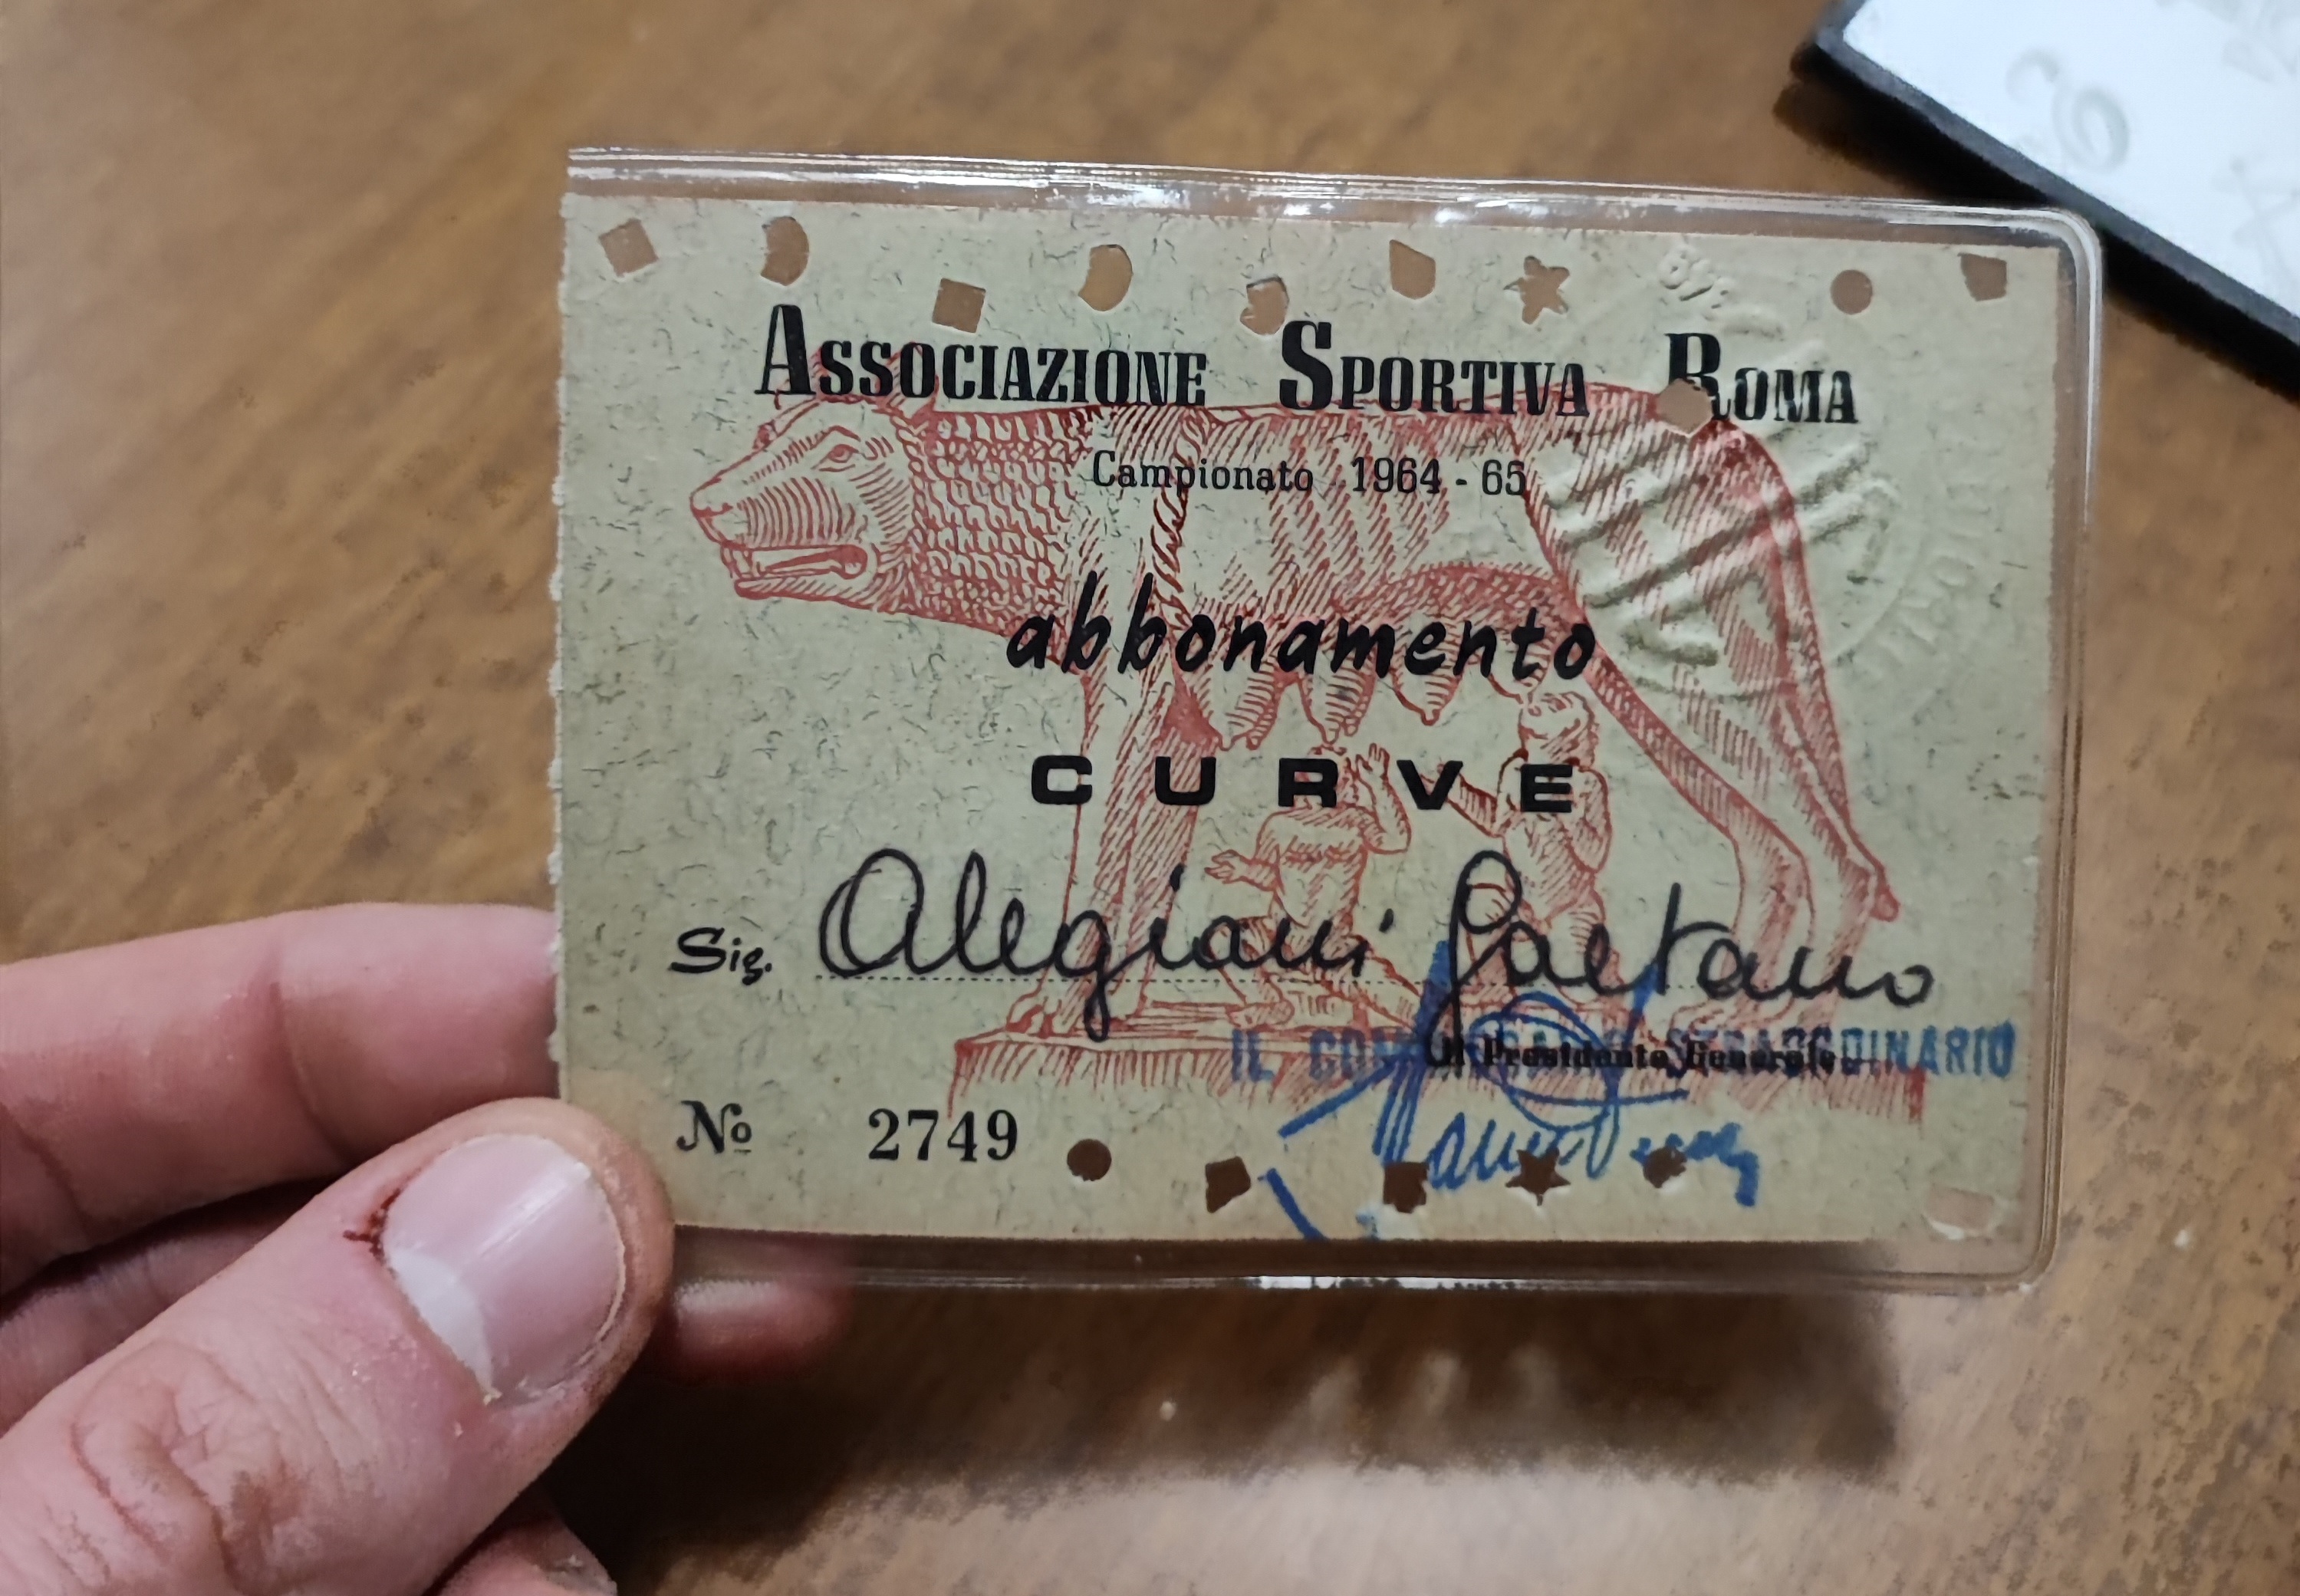 ASSOCIAZIONE SPORTIVA ROMA
Campionato 1964-65
abbonamento
CURVE
Sig. Alegiani Gaetano
IL COMMISSARIO STRAORDINARIO
Il Presidente Generale
No 2749